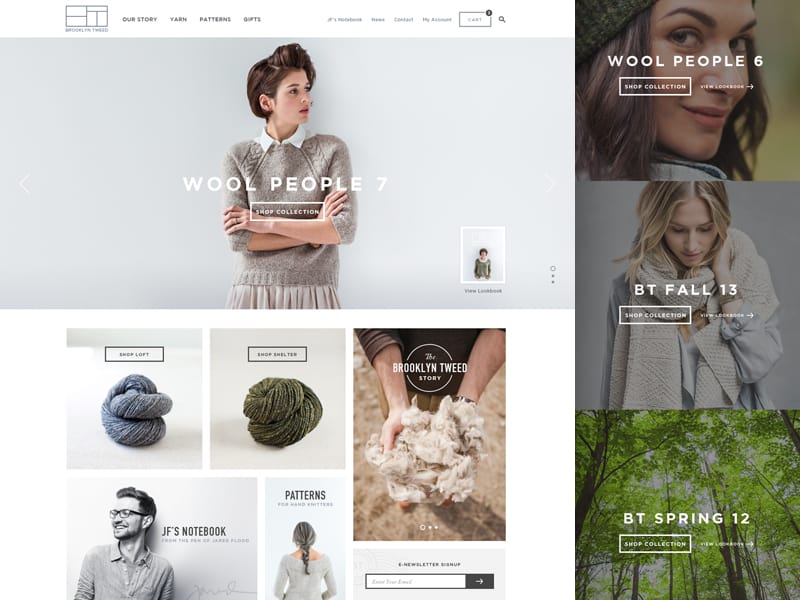 BROOKLYN TWEED
OUR STORY YARN PATTERNS GIFTS
JF's Notebook News Contact My Account CART
WOOL PEOPLE 7
SHOP COLLECTION
View Lookbook
SHOP LOFT
SHOP SHELTER
The
BROOKLYN TWEED
STORY
JF'S NOTEBOOK
FROM THE PEN OF JARED FLOOD
PATTERNS
FOR HAND KNITTERS
E-NEWSLETTER SIGNUP
Enter Your Email
WOOL PEOPLE 6
SHOP COLLECTION VIEW LOOKBOOK
BT FALL 13
SHOP COLLECTION VIEW LOOKBOOK
BT SPRING 12
SHOP COLLECTION VIEW LOOKBOOK